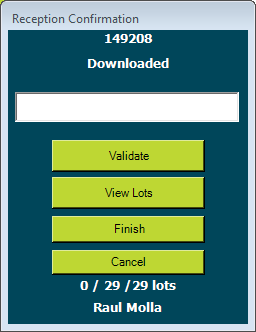 Reception Confirmation
149208
Downloaded
Validate
View Lots
Finish
Cancel
0 / 29 /29 lots
Raul Molla